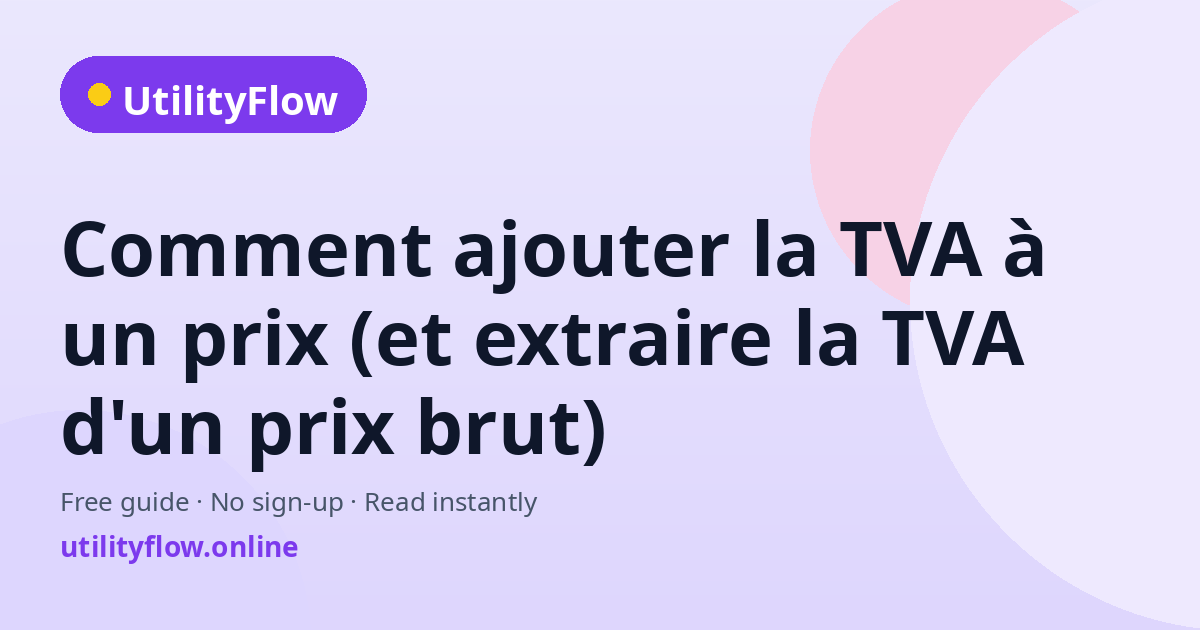 UtilityFlow
Comment ajouter la TVA à
un prix (et extraire la TVA
d'un prix brut)
Free guide · No sign-up · Read instantly
utilityflow.online